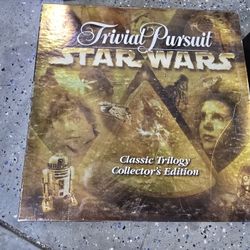 Trivial Pursuit
STAR WARS
Classic Trilogy
Collector's Edition